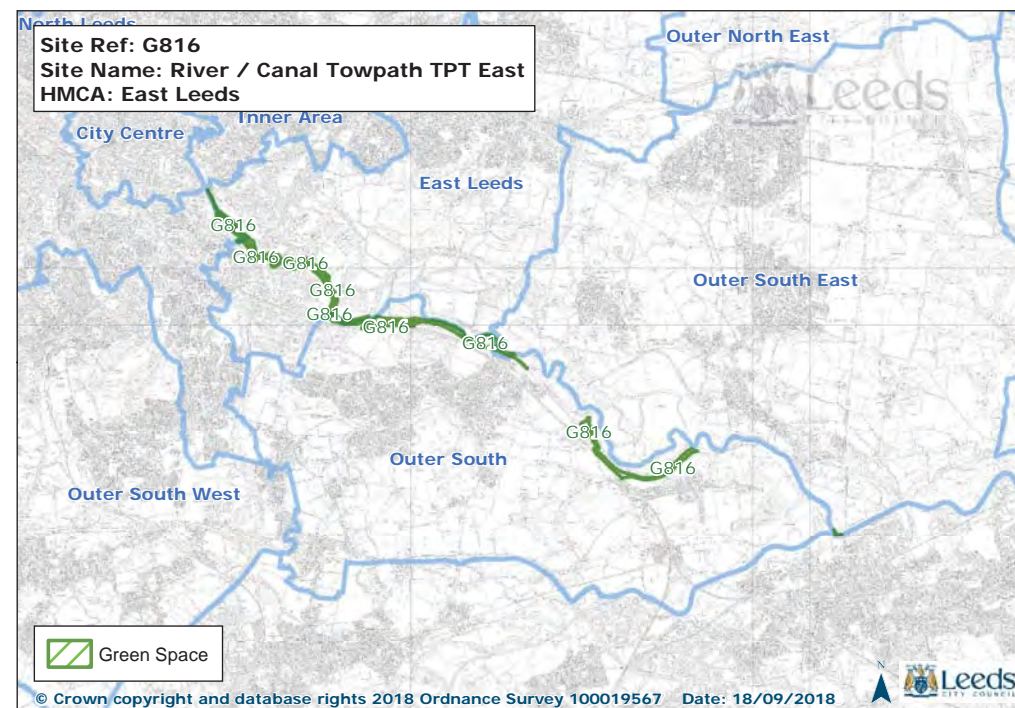 North Leeds
Site Ref: G816
Site Name: River / Canal Towpath TPT East
HMCA: East Leeds
Outer North East
Leeds
CITY COUNCIL
Inner Area
City Centre
East Leeds
G816
G816
G816
Outer South East
G816
G816
G816
G816
G816
Outer South
G816
Outer South West
Green Space
N
Leeds
CITY COUNCIL
© Crown copyright and database rights 2018 Ordnance Survey 100019567 Date: 18/09/2018